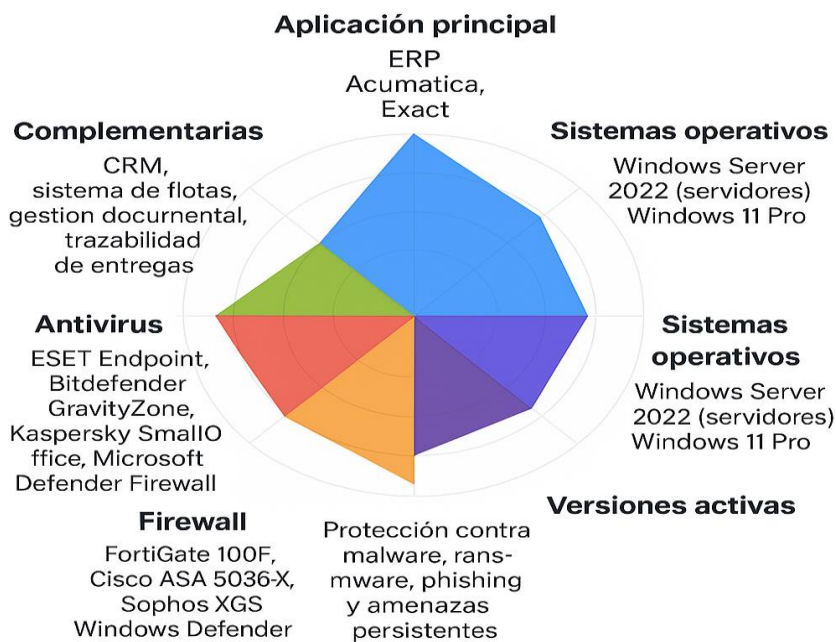 Aplicación principal
ERP
Acumatica,
Exact
Complementarias
CRM,
sistema de flotas,
gestion documental,
trazabilidad
de entregas
Sistemas operativos
Windows Server
2022 (servidores)
Windows 11 Pro
Antivirus
ESET Endpoint,
Bitdefender
GravityZone,
Kaspersky SmallO
ffice, Microsoft
Defender Firewall
Sistemas
operativos
Windows Server
2022 (servidores)
Windows 11 Pro
Versiones activas
Firewall
FortiGate 100F,
Cisco ASA 5036-X,
Sophos XGS
Windows Defender
Protección contra
malware, rans-
mware, phishing
y amenazas
persistentes